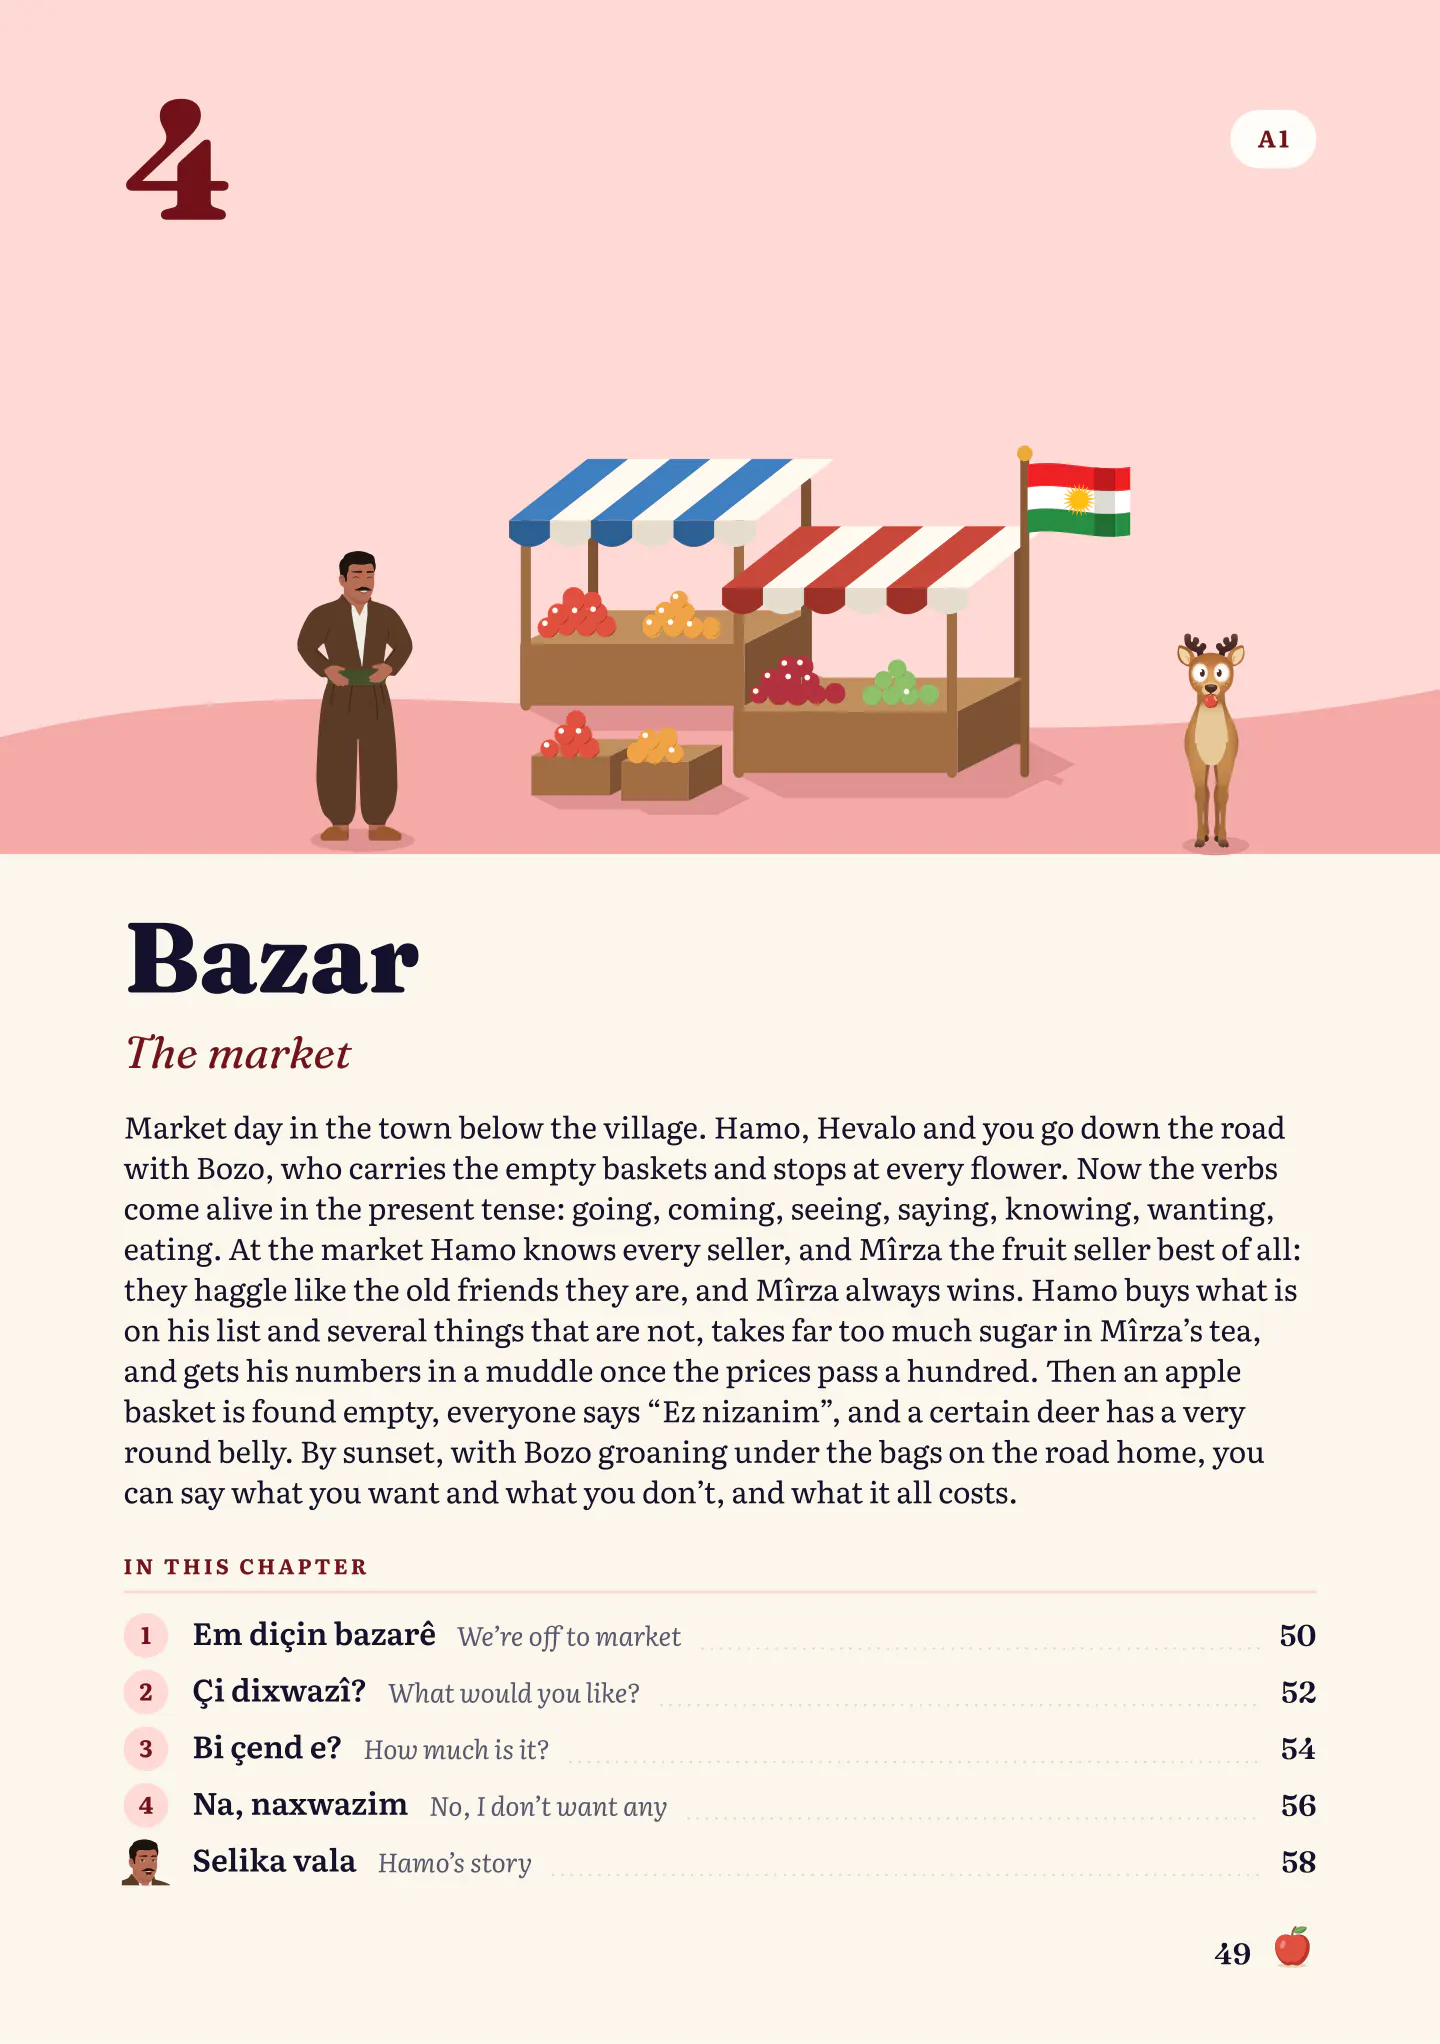 4
A1
Bazar
The market
Market day in the town below the village. Hamo, Hevalo and you go down the road
with Bozo, who carries the empty baskets and stops at every flower. Now the verbs
come alive in the present tense: going, coming, seeing, saying, knowing, wanting,
eating. At the market Hamo knows every seller, and Mîrza the fruit seller best of all:
they haggle like the old friends they are, and Mîrza always wins. Hamo buys what is
on his list and several things that are not, takes far too much sugar in Mîrza’s tea,
and gets his numbers in a muddle once the prices pass a hundred. Then an apple
basket is found empty, everyone says “Ez nizanim”, and a certain deer has a very
round belly. By sunset, with Bozo groaning under the bags on the road home, you
can say what you want and what you don’t, and what it all costs.
IN THIS CHAPTER
1 Em diçin bazarê We’re off to market 50
2 Çi dixwazî? What would you like? 52
3 Bi çend e? How much is it? 54
4 Na, naxwazim No, I don’t want any 56
Selika vala Hamo’s story 58
49